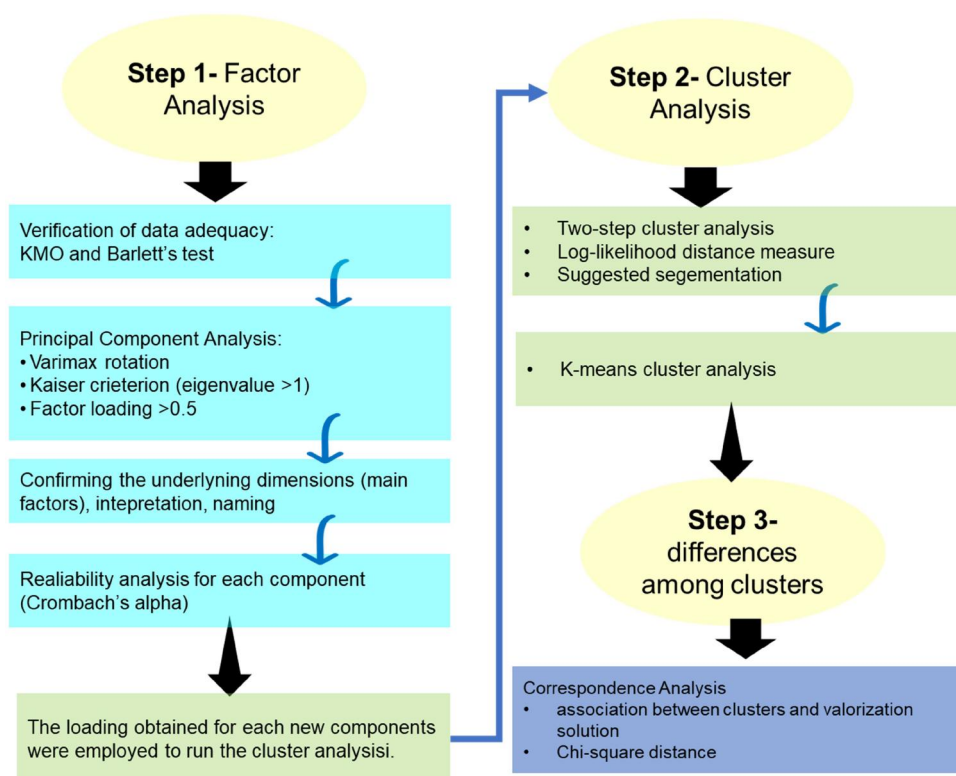 Step 1- Factor
Analysis
Verification of data adequacy:
KMO and Barlett’s test
Principal Component Analysis:
• Varimax rotation
• Kaiser crieterion (eigenvalue >1)
• Factor loading >0.5
Confirming the underlyning dimensions (main
factors), intepretation, naming
Realiability analysis for each component
(Crombach’s alpha)
The loading obtained for each new components
were employed to run the cluster analysisi.
Step 2- Cluster
Analysis
• Two-step cluster analysis
• Log-likelihood distance measure
• Suggested segementation
• K-means cluster analysis
Step 3-
differences
among clusters
Correspondence Analysis
• association between clusters and valorization
solution
• Chi-square distance